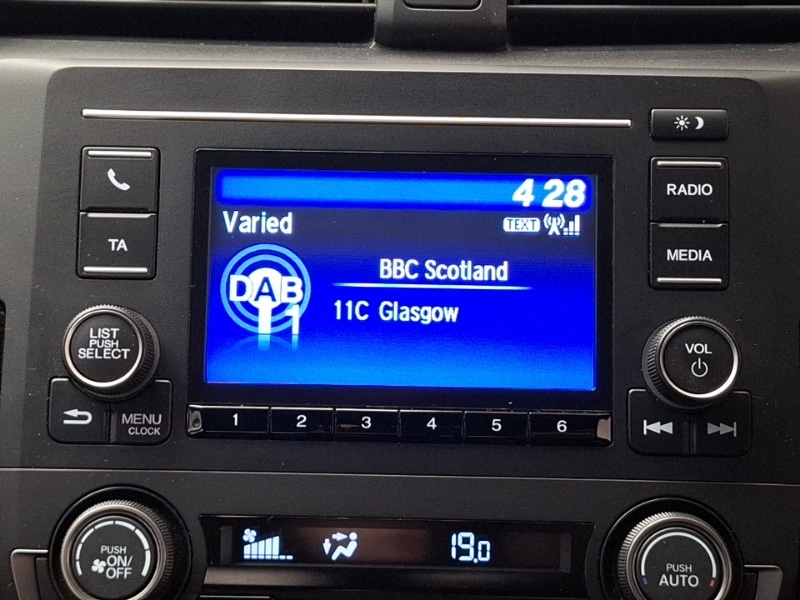 4 28
Varied
TEXT
DAB
1
BBC Scotland
11C Glasgow
TA
LIST
PUSH
SELECT
MENU
CLOCK
1 2 3 4 5 6
RADIO
MEDIA
VOL
PUSH
ON/
OFF
19.0
PUSH
AUTO